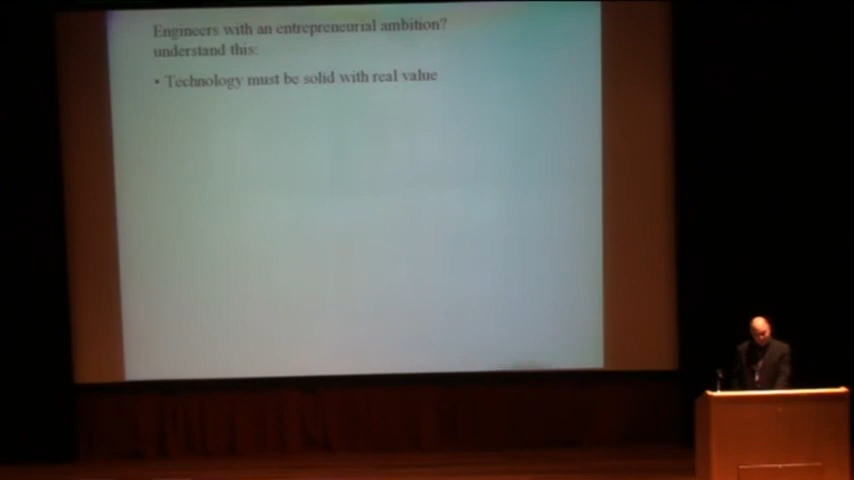 Engineers with an entrepreneurial ambition?
understand this:
• Technology must be solid with real value